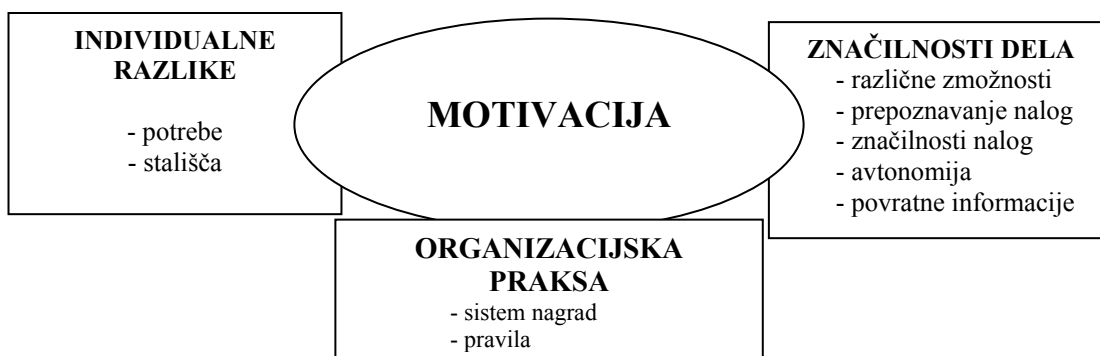 INDIVIDUALNE
RAZLIKE
- potrebe
- stališča
MOTIVACIJA
ZNAČILNOSTI DELA
- različne zmožnosti
- prepoznavanje nalog
- značilnosti nalog
- avtonomija
- povratne informacije
ORGANIZACIJSKA
PRAKSA
- sistem nagrad
- pravila